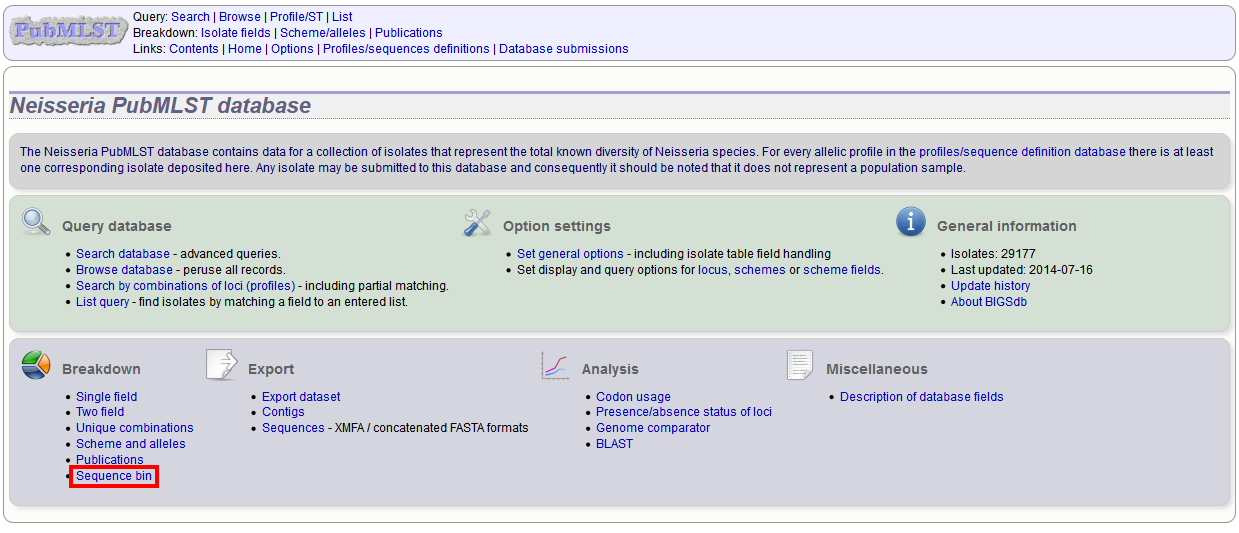 PubMLST
Query: Search | Browse | Profile/ST | List
Breakdown: Isolate fields | Scheme/alleles | Publications
Links: Contents | Home | Options | Profiles/sequences definitions | Database submissions
Neisseria PubMLST database
The Neisseria PubMLST database contains data for a collection of isolates that represent the total known diversity of Neisseria species. For every allelic profile in the profiles/sequence definition database there is at least
one corresponding isolate deposited here. Any isolate may be submitted to this database and consequently it should be noted that it does not represent a population sample.
Query database
• Search database - advanced queries.
• Browse database - peruse all records.
• Search by combinations of loci (profiles) - including partial matching.
• List query - find isolates by matching a field to an entered list.
Option settings
• Set general options - including isolate table field handling
• Set display and query options for locus, schemes or scheme fields.
General information
• Isolates: 29177
• Last updated: 2014-07-16
• Update history
• About BIGSdb
Breakdown
• Single field
• Two field
• Unique combinations
• Scheme and alleles
• Publications
• Sequence bin
Export
• Export dataset
• Contigs
• Sequences - XMFA / concatenated FASTA formats
Analysis
• Codon usage
• Presence/absence status of loci
• Genome comparator
• BLAST
Miscellaneous
• Description of database fields